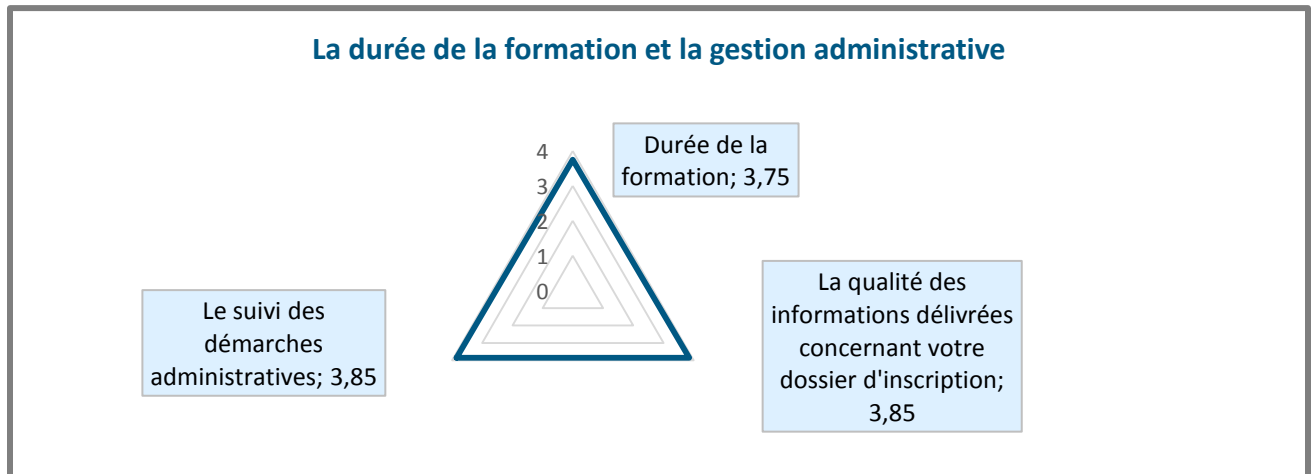 La durée de la formation et la gestion administrative
4
3
2
1
0
Durée de la
formation; 3,75
La qualité des
informations délivrées
concernant votre
dossier d'inscription;
3,85
Le suivi des
démarches
administratives; 3,85